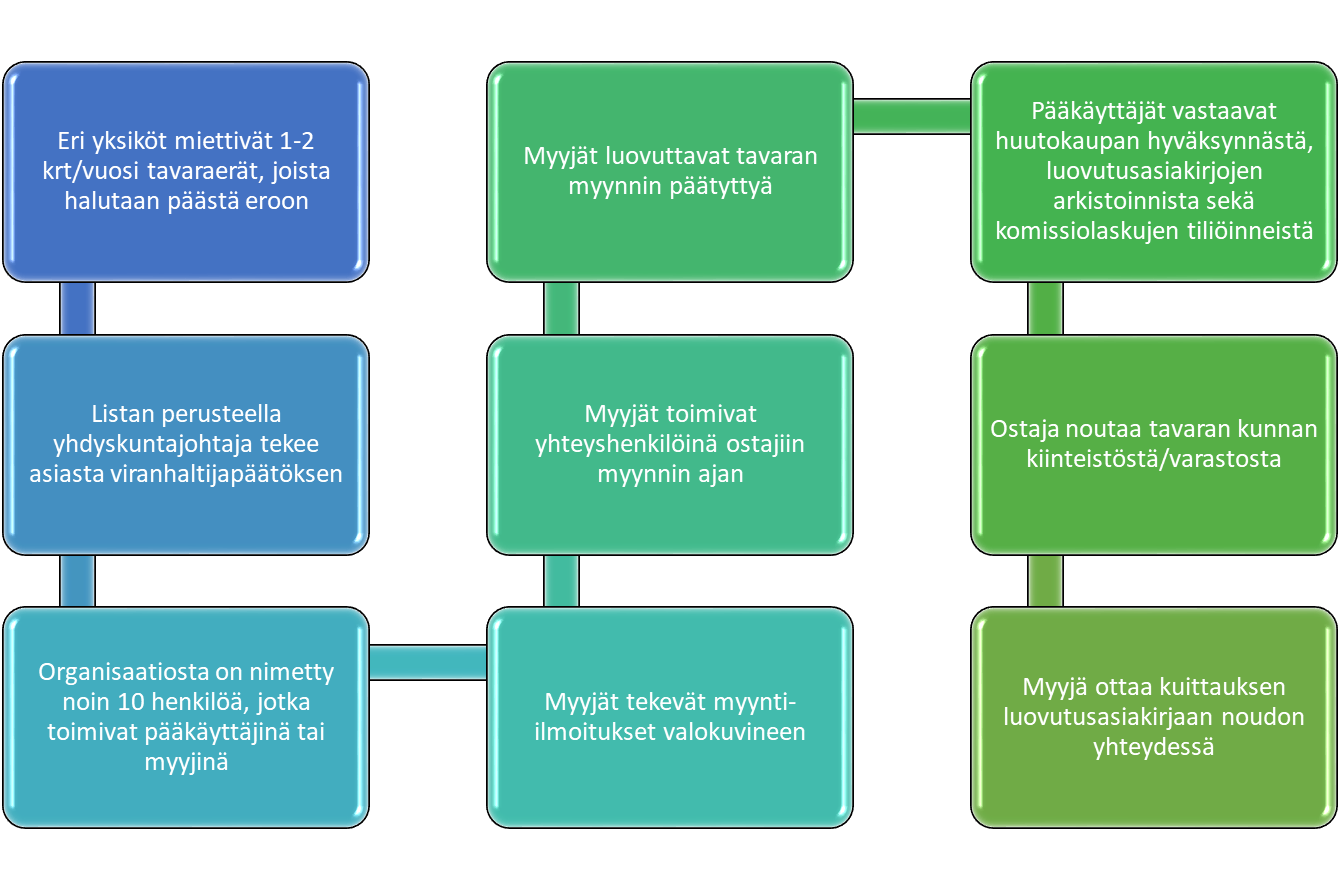 Eri yksiköt miettivät 1-2
krt/vuosi tavaraerät, joista
halutaan päästä eroon
Listan perusteella
yhdyskuntajohtaja tekee
asiasta viranhaltijapäätöksen
Organisaatiosta on nimetty
noin 10 henkilöä, jotka
toimivat pääkäyttäjinä tai
myyjinä
Myyjät tekevät myynti-
ilmoitukset valokuvineen
Myyjät toimivat
yhteyshenkilöinä ostajiin
myynnin ajan
Myyjät luovuttavat tavaran
myynnin päätyttyä
Pääkäyttäjät vastaavat
huutokaupan hyväksynnästä,
luovutusasiakirjojen
arkistoinnista sekä
komissiolaskujen tiliöinneistä
Ostaja noutaa tavaran kunnan
kiinteistöstä/varastosta
Myyjä ottaa kuittauksen
luovutusasiakirjaan noudon
yhteydessä